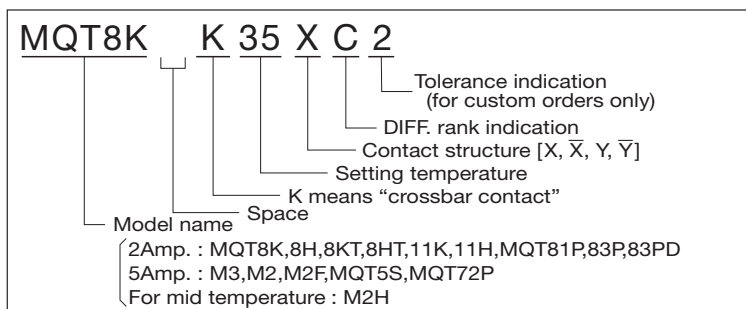 MQT8K K 35 X C 2
Tolerance indication
(for custom orders only)
DIFF. rank indication
Contact structure [X, X̅, Y, Y̅]
Setting temperature
K means “crossbar contact”
Space
Model name
2Amp. : MQT8K,8H,8KT,8HT,11K,11H,MQT81P,83P,83PD
5Amp. : M3,M2,M2F,MQT5S,MQT72P
For mid temperature : M2H